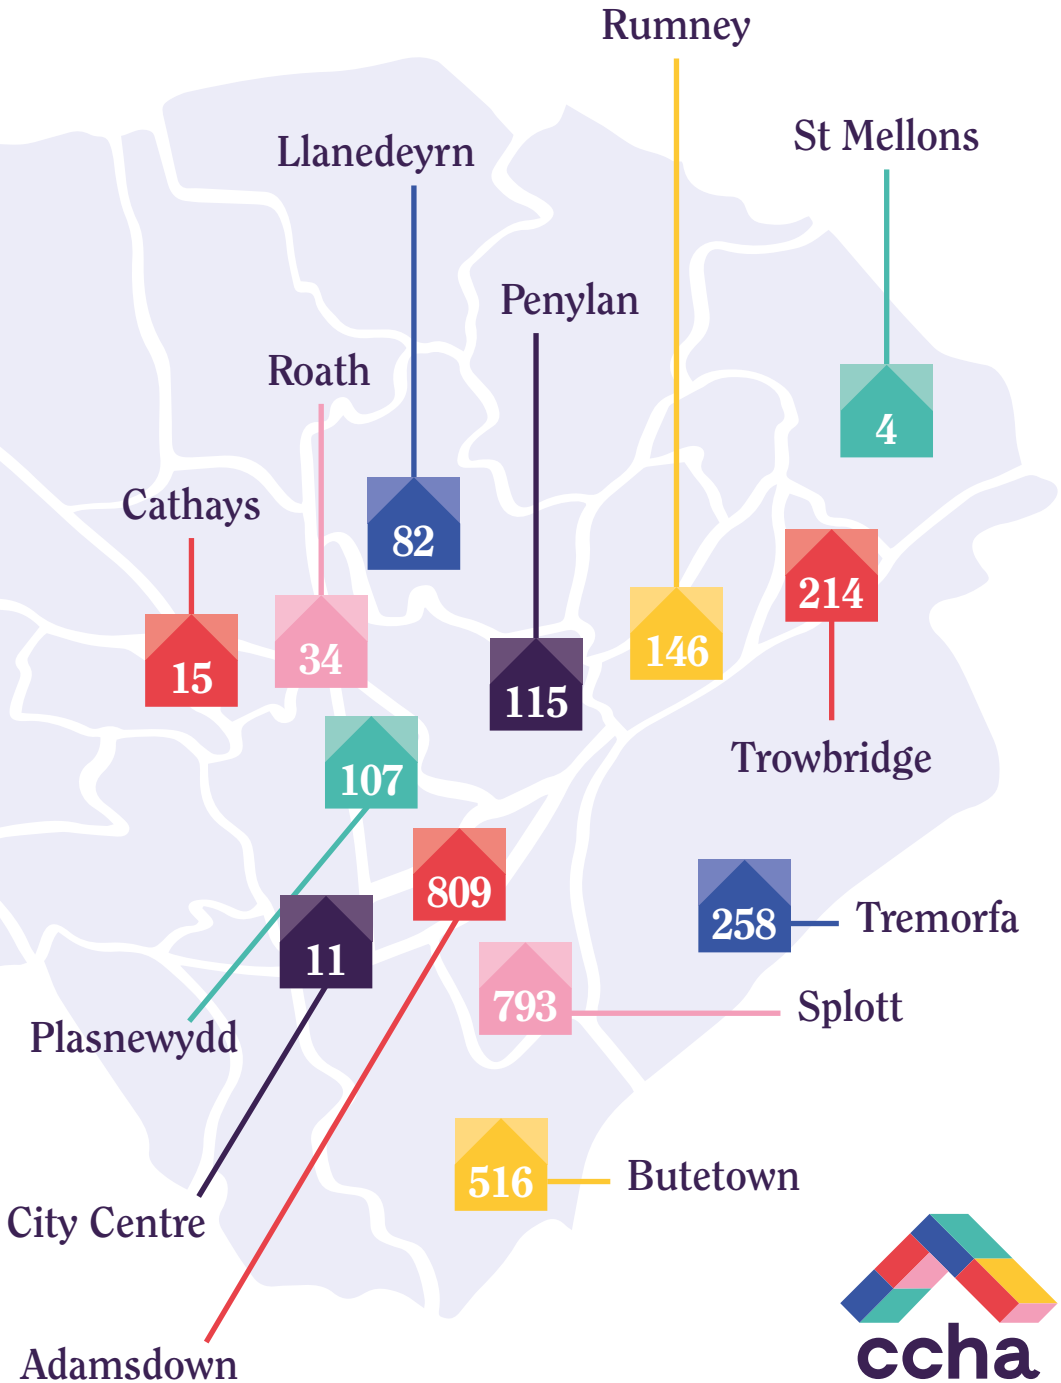 Rumney
St Mellons
Llanedeyrn
Penylan
Roath
4
Cathays
82
214
146
34
15
115
Trowbridge
107
809
258
Tremorfa
11
793
Splott
Plasnewydd
516
Butetown
City Centre
Adamsdown
ccha